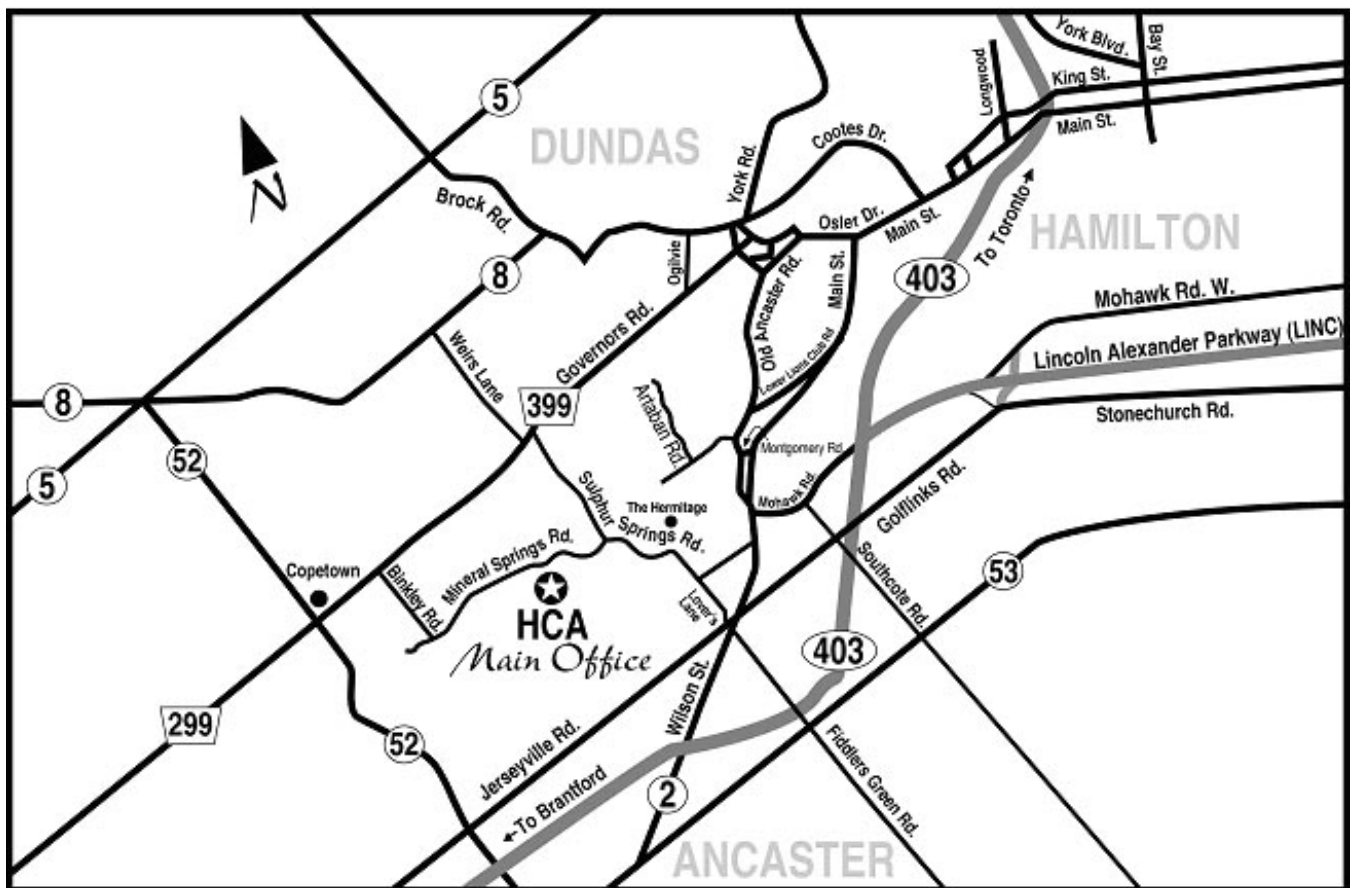 York Blvd.
Bay St.
Longwood
King St.
Main St.
5
DUNDAS
Cootes Dr.
York Rd.
Brock Rd.
Osler Dr.
Main St.
To Toronto
HAMILTON
Ogilvie
8
403
Old Ancaster Rd.
Main St.
Mohawk Rd. W.
Lincoln Alexander Parkway (LINC)
Governors Rd.
Weirs Lane
Lower Lions Club Rd
8
399
Artaban Rd.
Stonechurch Rd.
52
5
Montgomery Rd.
Mohawk Rd.
Golflinks Rd.
Sulphur
Springs Rd.
The Hermitage
Mineral Springs Rd.
Copetown
Binkley Rd.
Southcote Rd.
53
Lover's
Lane
HCA
Main Office
403
299
52
Wilson St.
Jerseyville Rd.
To Brantford
2
Fiddlers Green Rd.
ANCASTER
N